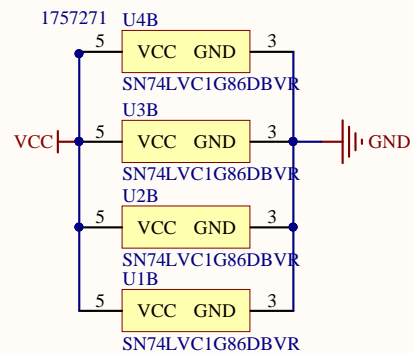 1757271 U4B
5 VCC GND 3
SN74LVC1G86DBVR
U3B
VCC 5 VCC GND 3 GND
SN74LVC1G86DBVR
U2B
5 VCC GND 3
SN74LVC1G86DBVR
U1B
5 VCC GND 3
SN74LVC1G86DBVR